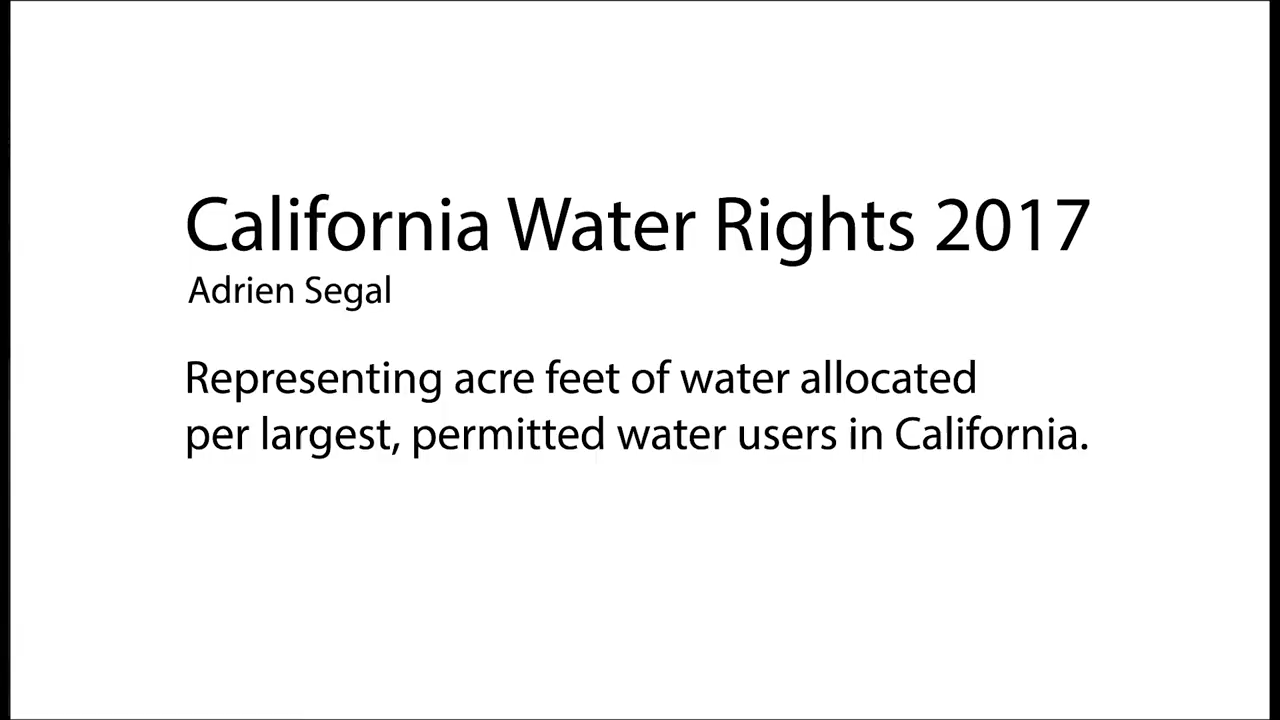 California Water Rights 2017
Adrien Segal
Representing acre feet of water allocated
per largest, permitted water users in California.